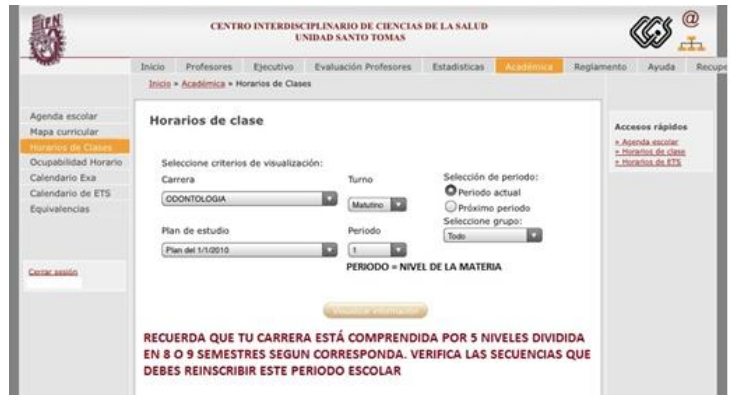 IPN
CENTRO INTERDISCIPLINARIO DE CIENCIAS DE LA SALUD
UNIDAD SANTO TOMAS
@
Inicio Profesores Ejecutivo Evaluación Profesores Estadisticas Académica Reglamento Ayuda Recupe
Inicio » Académica » Horarios de Clases
Agenda escolar
Mapa curricular
Horarios de Clases
Ocupabilidad Horario
Calendario Exa
Calendario de ETS
Equivalencias
Cerrar sesión
Horarios de clase
Seleccione criterios de visualización:
Carrera
ODONTOLOGIA
Turno
Matutino
Selección de periodo:
Periodo actual
Próximo periodo
Seleccione grupo:
Todo
Plan de estudio
Plan del 1/1/2010
Periodo
1
PERIODO = NIVEL DE LA MATERIA
Visualizar información
RECUERDA QUE TU CARRERA ESTÁ COMPRENDIDA POR 5 NIVELES DIVIDIDA
EN 8 O 9 SEMESTRES SEGUN CORRESPONDA. VERIFICA LAS SECUENCIAS QUE
DEBES REINSCRIBIR ESTE PERIODO ESCOLAR
Accesos rápidos
» Agenda escolar
» Horarios de clase
» Horarios de ETS